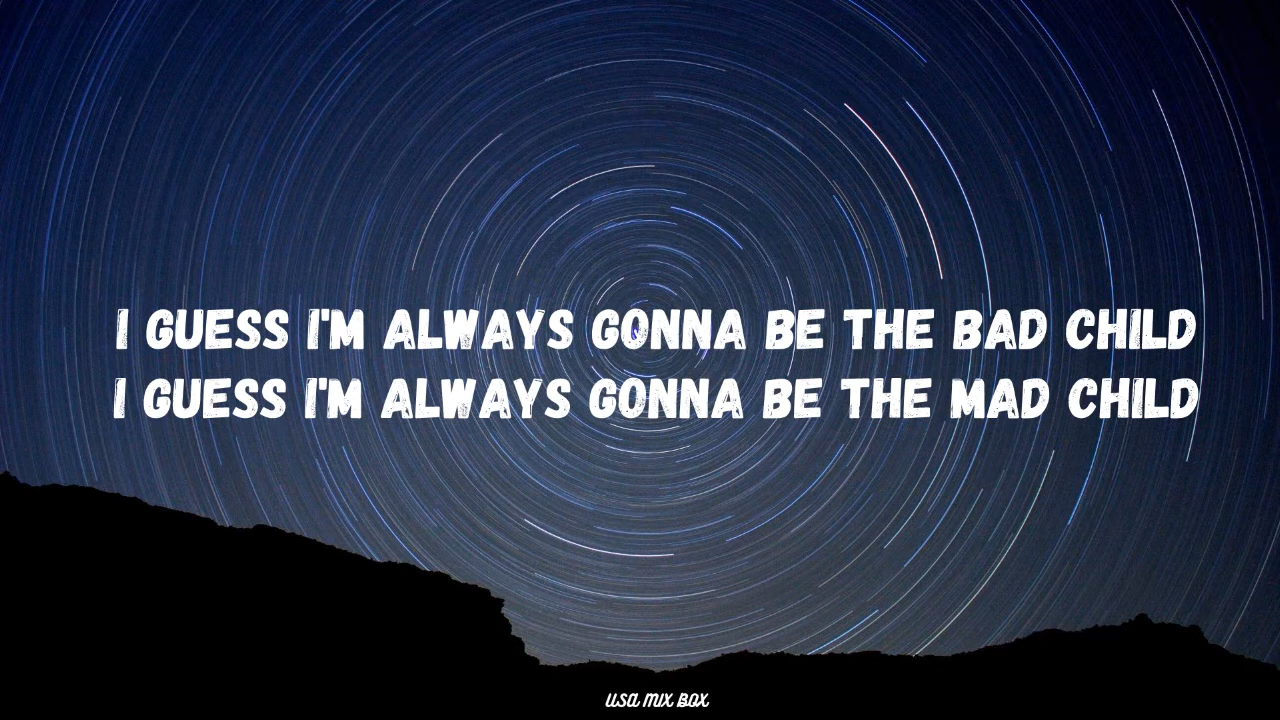 I GUESS I'M ALWAYS GONNA BE THE BAD CHILD
I GUESS I'M ALWAYS GONNA BE THE MAD CHILD
USA MIX BOX